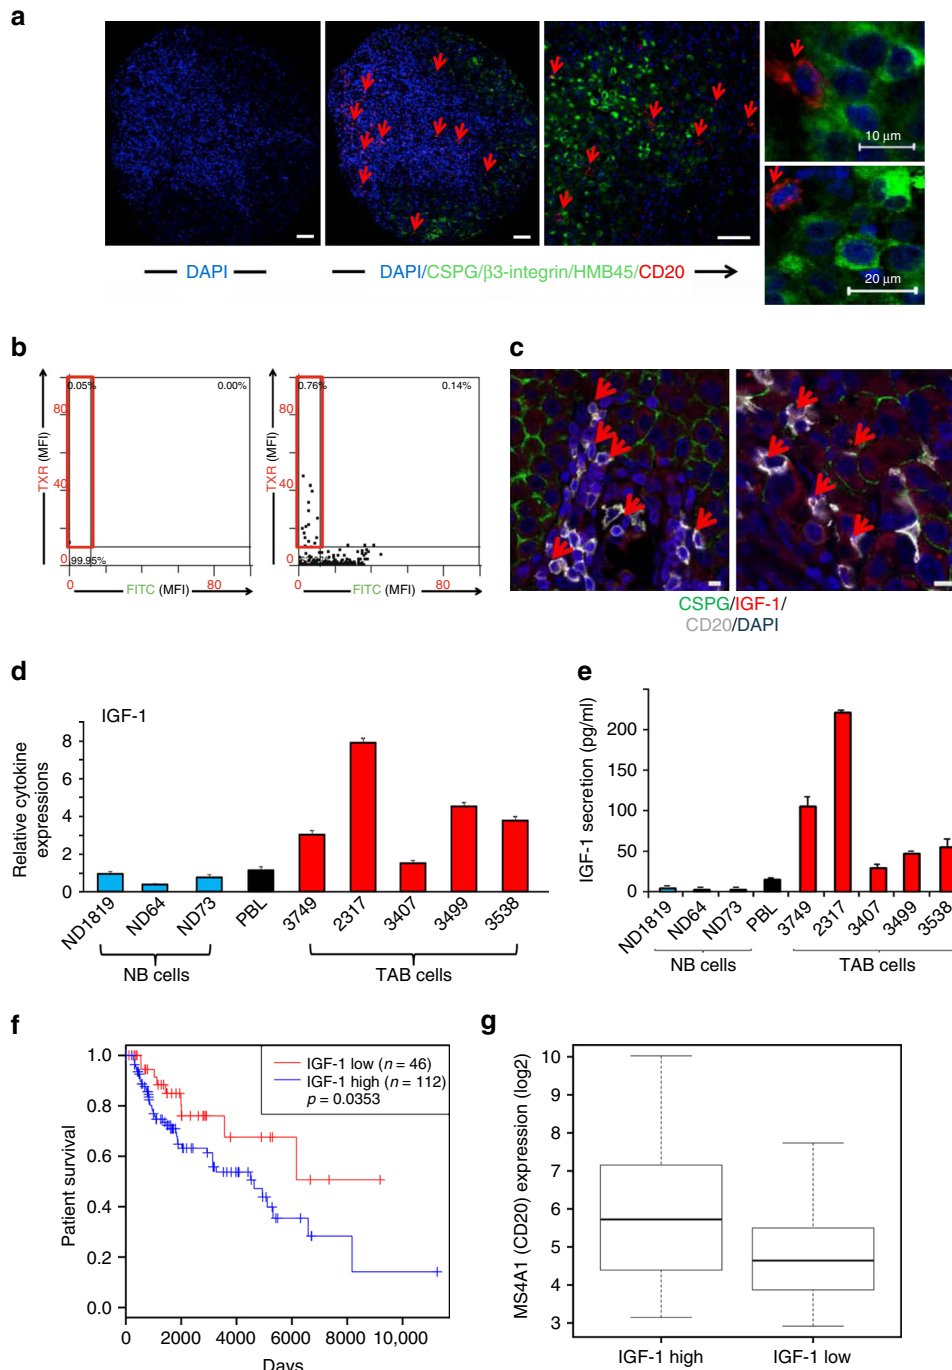 a
10 µm
20 µm
DAPI
DAPI/CSPG/β3-integrin/HMB45/CD20
b
TXR (MFI)
0.05%
0.00%
80
40
0
99.95%
0
80
FITC (MFI)
TXR (MFI)
0.76%
0.14%
80
40
0
0
80
FITC (MFI)
c
CSPG/IGF-1/
CD20/DAPI
d
IGF-1
Relative cytokine
expressions
8
6
4
2
0
ND1819
ND64
ND73
PBL
3749
2317
3407
3499
3538
NB cells
TAB cells
e
IGF-1 secretion (pg/ml)
200
150
100
50
0
ND1819
ND64
ND73
PBL
3749
2317
3407
3499
3538
NB cells
TAB cells
f
Patient survival
1.0
0.8
0.6
0.4
0.2
0.0
IGF-1 low (n = 46)
IGF-1 high (n = 112)
p = 0.0353
0
2000
4000
6000
8000
10,000
Days
g
MS4A1 (CD20) expression (log2)
10
9
8
7
6
5
4
3
IGF-1 high
IGF-1 low